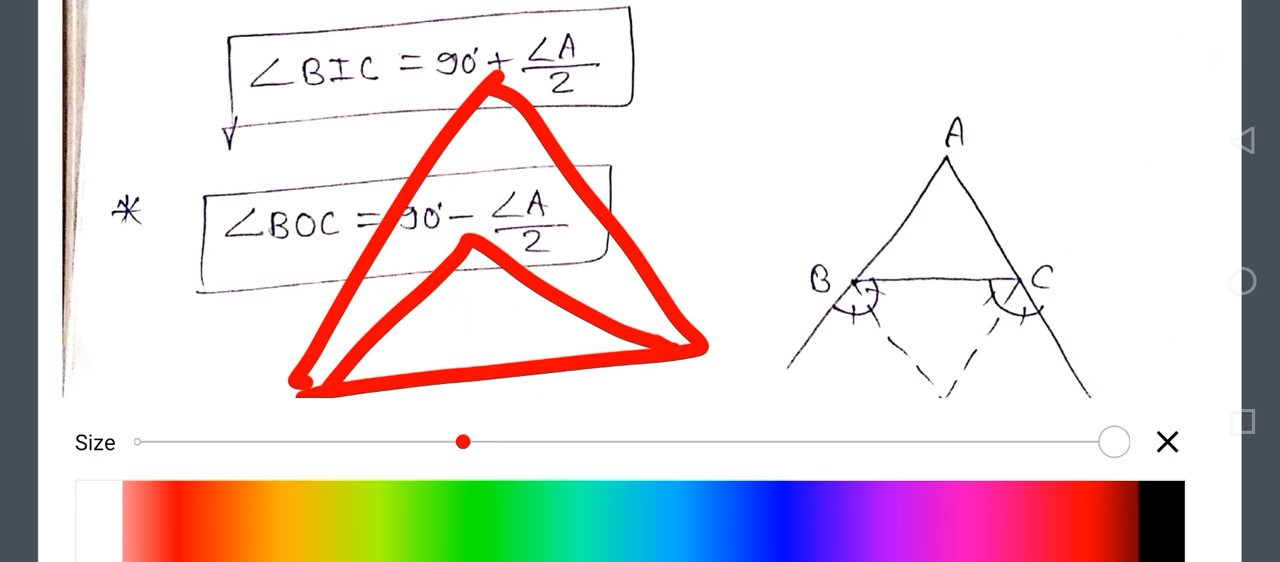 ∠BIC = 90° + ∠A/2
* ∠BOC = 90° − ∠A/2
A
B C
Size